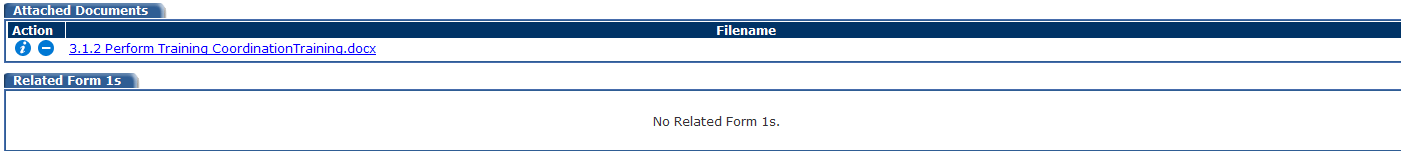 Attached Documents
Action Filename
3.1.2 Perform Training CoordinationTraining.docx
Related Form 1s
No Related Form 1s.